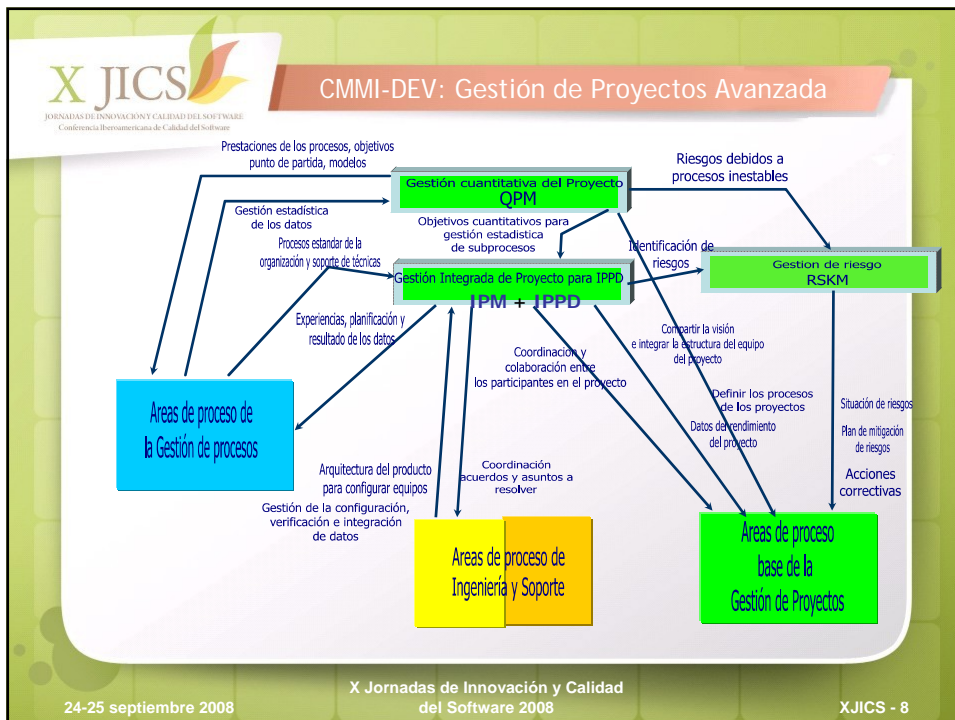 X JICS
JORNADAS DE INNOVACIÓN Y CALIDAD DEL SOFTWARE
Conferencia Iberoamericana de Calidad del Software
CMMI-DEV: Gestión de Proyectos Avanzada
Prestaciones de los procesos, objetivos
punto de partida, modelos
Riesgos debidos a
procesos inestables
Gestión cuantitativa del Proyecto
QPM
Gestión estadística
de los datos
Objetivos cuantitativos para
gestión estadistica
de subprocesos
Procesos estandar de la
organización y soporte de técnicas
Identificación de
riesgos
Gestion de riesgo
RSKM
Gestión Integrada de Proyecto para IPPD
IPM + IPPD
Experiencias, planificación y
resultado de los datos
Compartir la visión
e integrar la estructura del equipo
del proyecto
Coordinación y
colaboración entre
los participantes en el proyecto
Areas de proceso de
la Gestión de procesos
Definir los procesos
de los proyectos
Datos del rendimiento
del proyecto
Situación de riesgos
Plan de mitigación
de riesgos
Acciones
correctivas
Arquitectura del producto
para configurar equipos
Coordinación
acuerdos y asuntos a
resolver
Gestión de la configuración,
verificación e integración
de datos
Areas de proceso de
Ingeniería y Soporte
Areas de proceso
base de la
Gestión de Proyectos
24-25 septiembre 2008
X Jornadas de Innovación y Calidad
del Software 2008
XJICS - 8